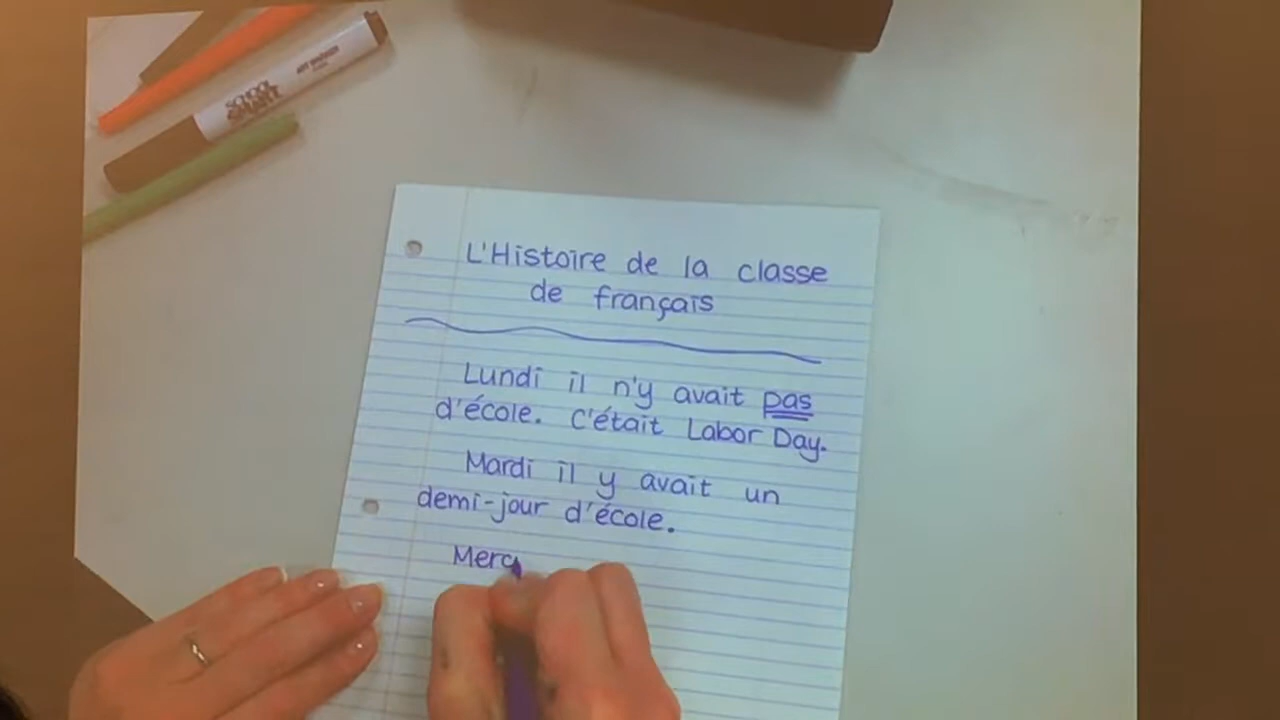 SCHOOL
SMART
L'Histoire de la classe
de français
Lundi il n'y avait pas
d'école. C'était Labor Day.
Mardi il y avait un
demi-jour d'école.
Merc